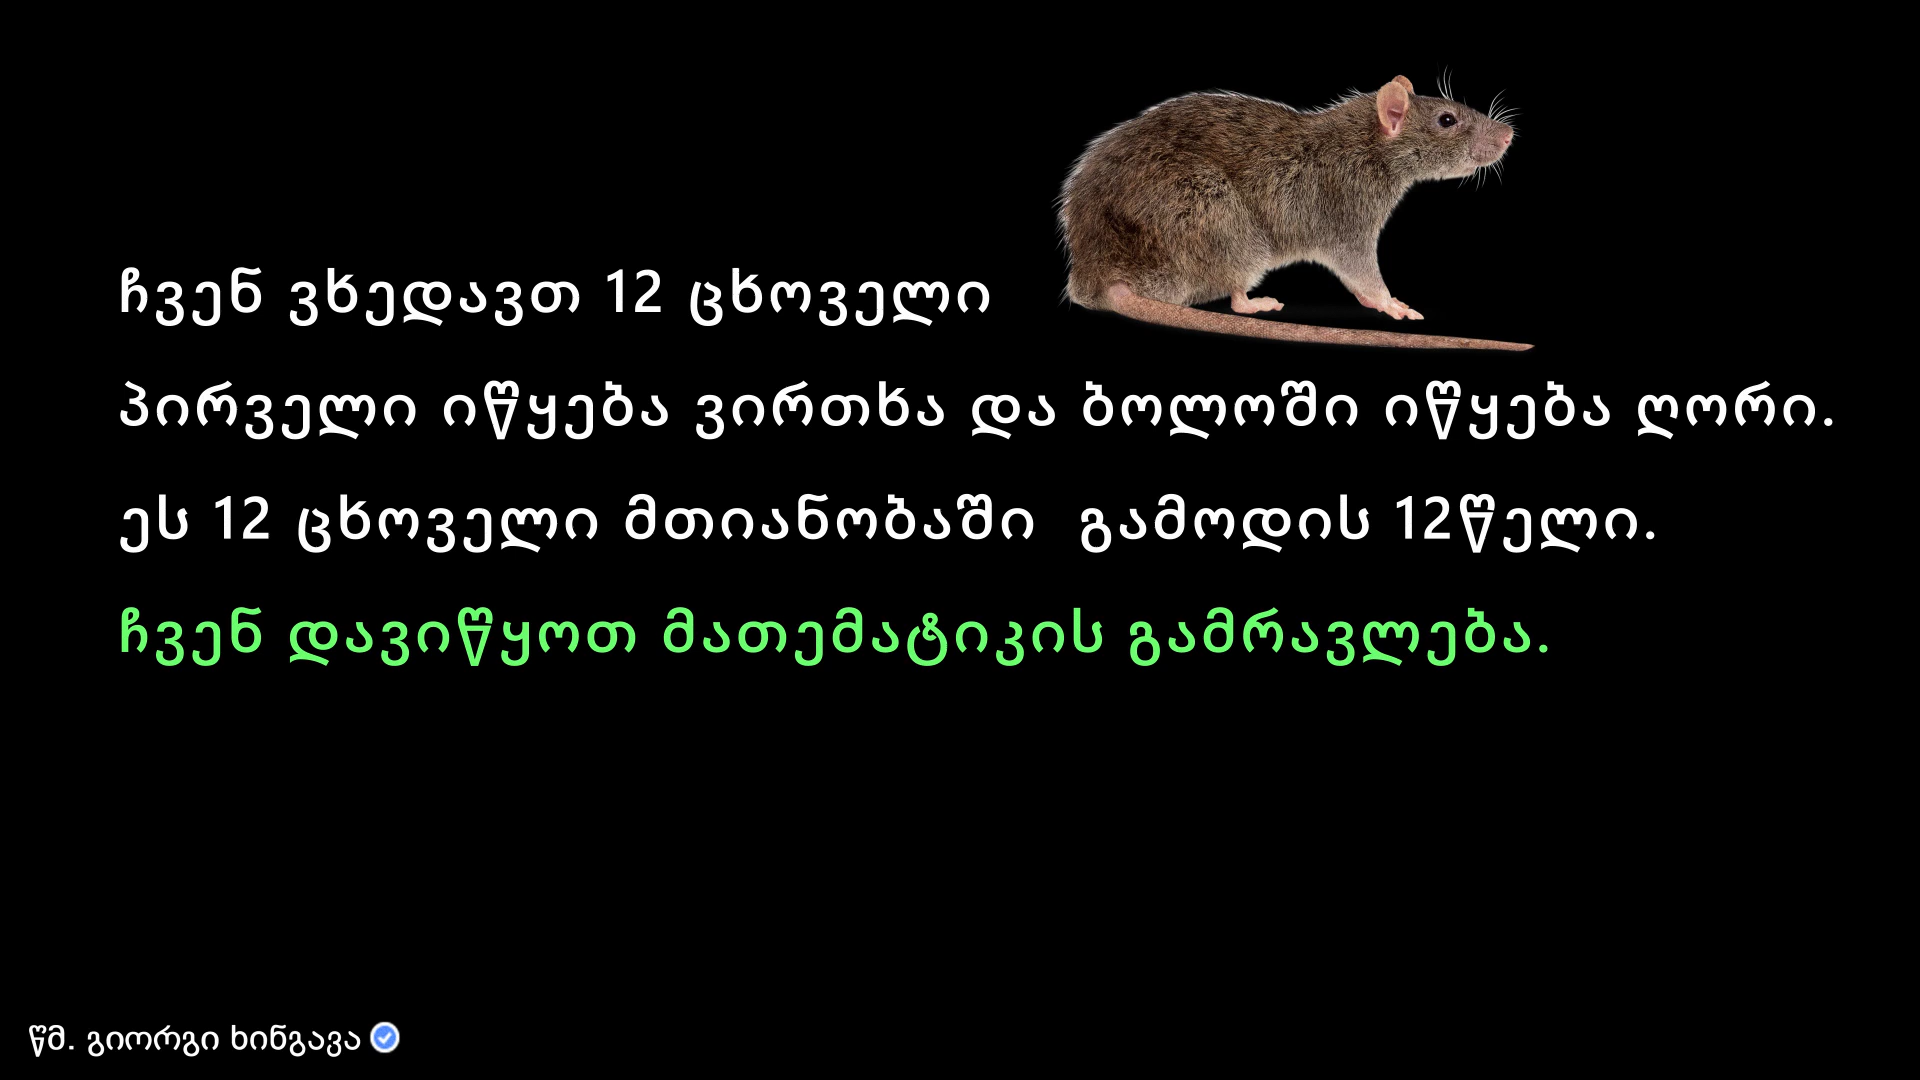 ჩვენ ვხედავთ 12 ცხოველი
პირველი იწყება ვირთხა და ბოლოში იწყება ღორი.
ეს 12 ცხოველი მთიანობაში  გამოდის 12წელი.
ჩვენ დავიწყოთ მათემატიკის გამრავლება.
წმ. გიორგი ხინგავა